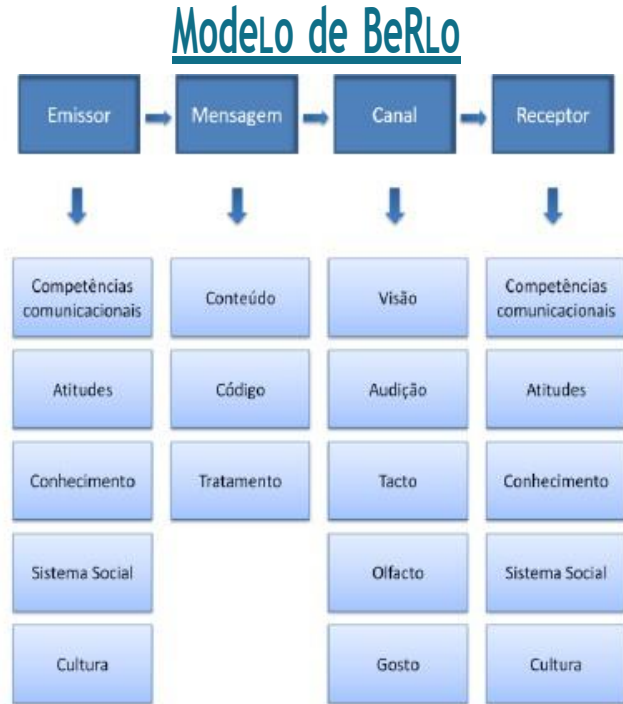 ModeLo de BeRLo
Emissor
Mensagem
Canal
Receptor
Competências
comunicacionais
Atitudes
Conhecimento
Sistema Social
Cultura
Conteúdo
Código
Tratamento
Visão
Audição
Tacto
Olfacto
Gosto
Competências
comunicacionais
Atitudes
Conhecimento
Sistema Social
Cultura